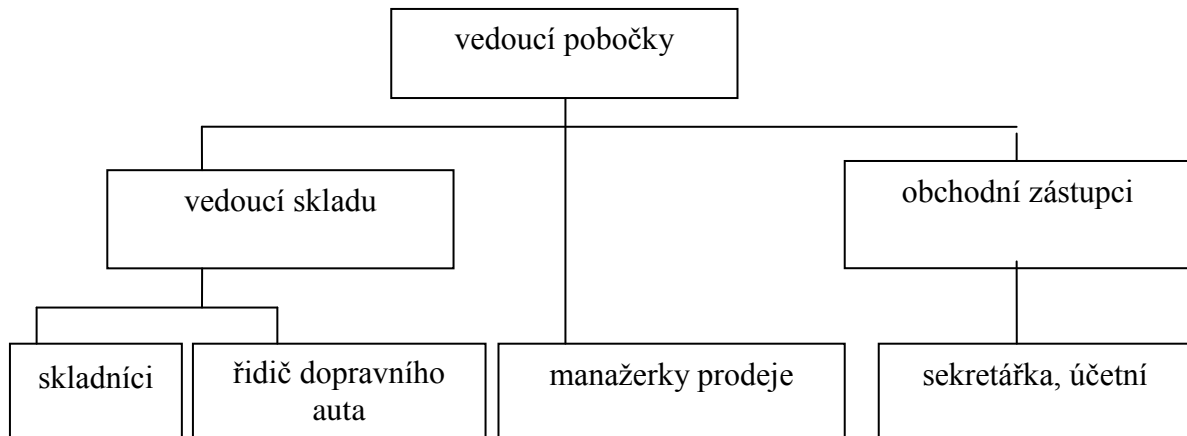 vedoucí pobočky
vedoucí skladu
obchodní zástupci
skladníci
řidič dopravního
auta
manažerky prodeje
sekretářka, účetní